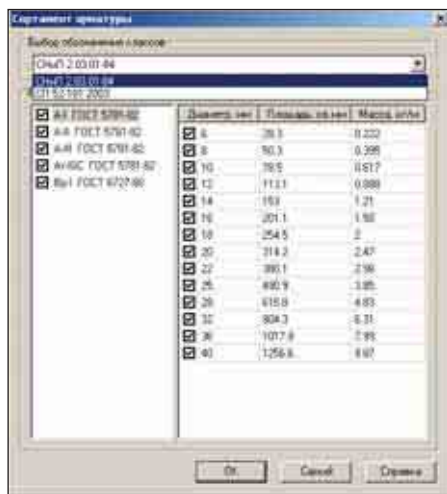 Сортамент арматуры
Выбор обозначения классов
СНиП 2.03.01-84
СНиП 2.03.01-84
СП 52-101-2003
A-I ГОСТ 5781-82
A-II ГОСТ 5781-82
A-III ГОСТ 5781-82
Ат-IIIC ГОСТ 5781-82
Bp-I ГОСТ 6727-80
Диаметр, мм Площадь, кв.мм Масса, кг/м
6 28.3 0.222
8 50.3 0.395
10 78.5 0.617
12 113.1 0.888
14 153 1.21
16 201.1 1.58
18 254.5 2
20 314.2 2.47
22 380.1 2.98
25 490.9 3.85
28 615.8 4.83
32 804.3 6.31
36 1017.9 7.99
40 1256.6 9.87
OK Cancel Справка